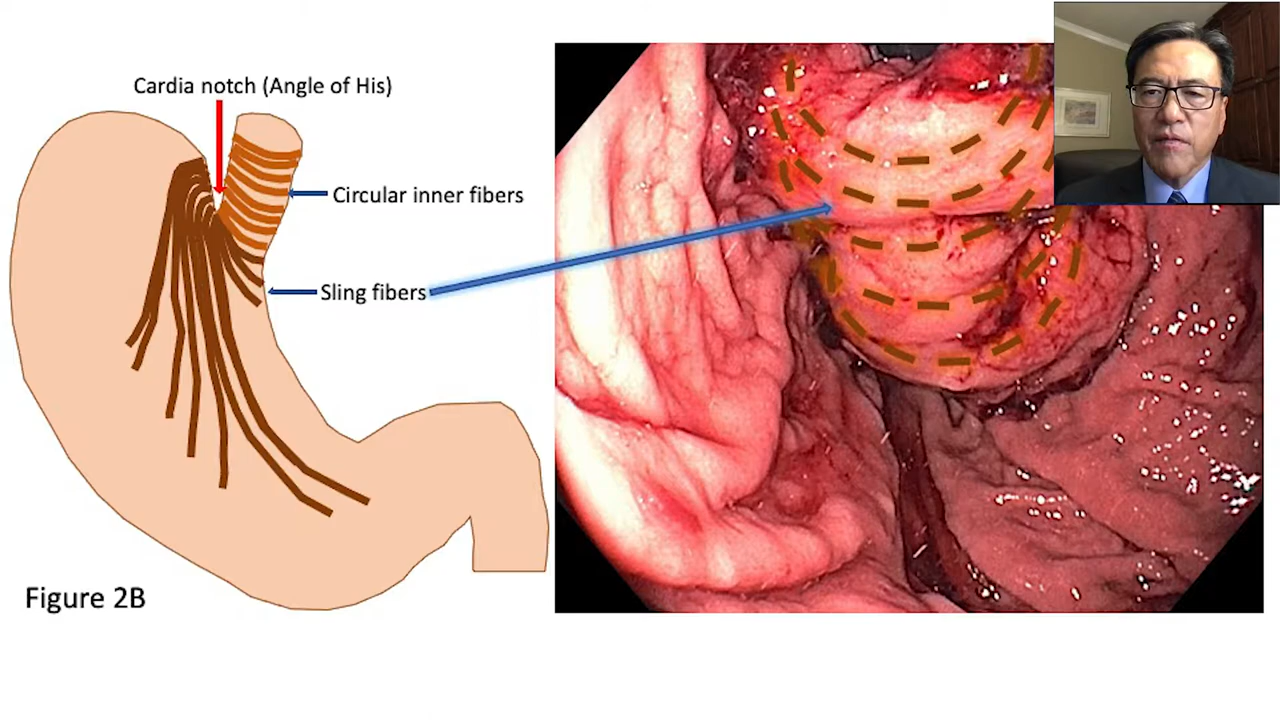 Cardia notch (Angle of His)
Circular inner fibers
Sling fibers
Figure 2B